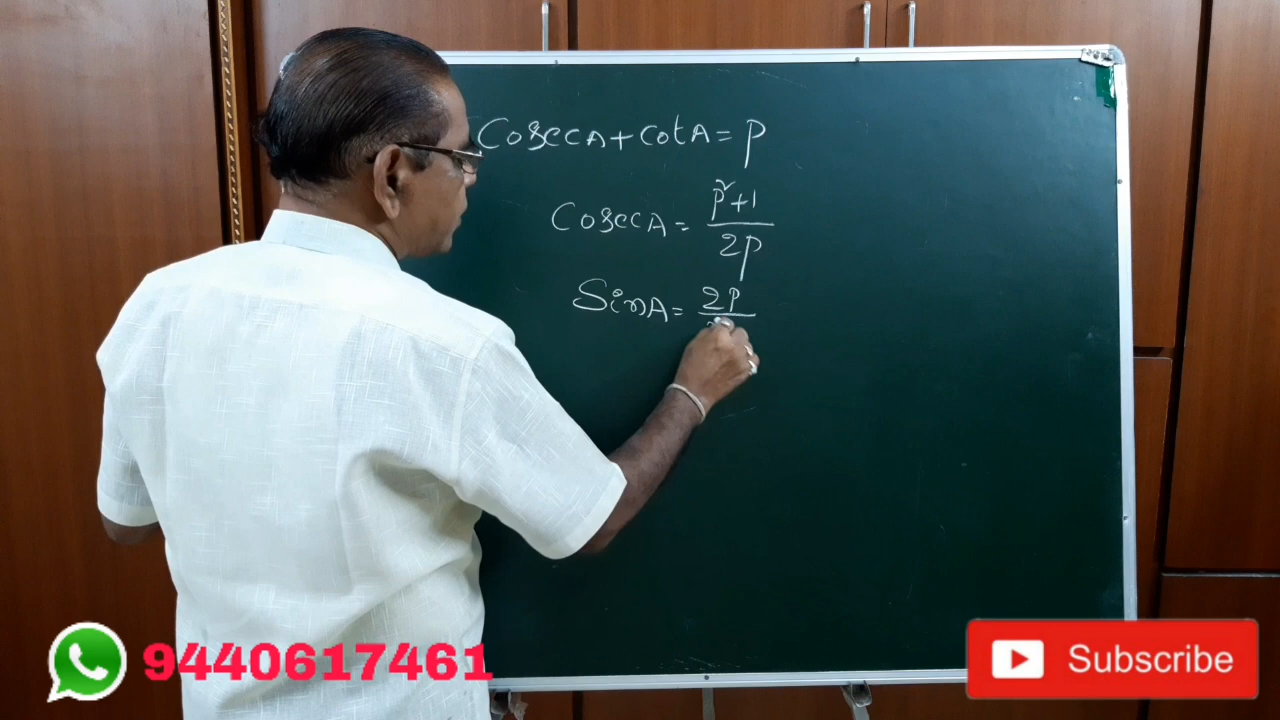 CosecA + CotA = P
CosecA = p²+1 / 2p
SinA = 2p
9440617461
Subscribe